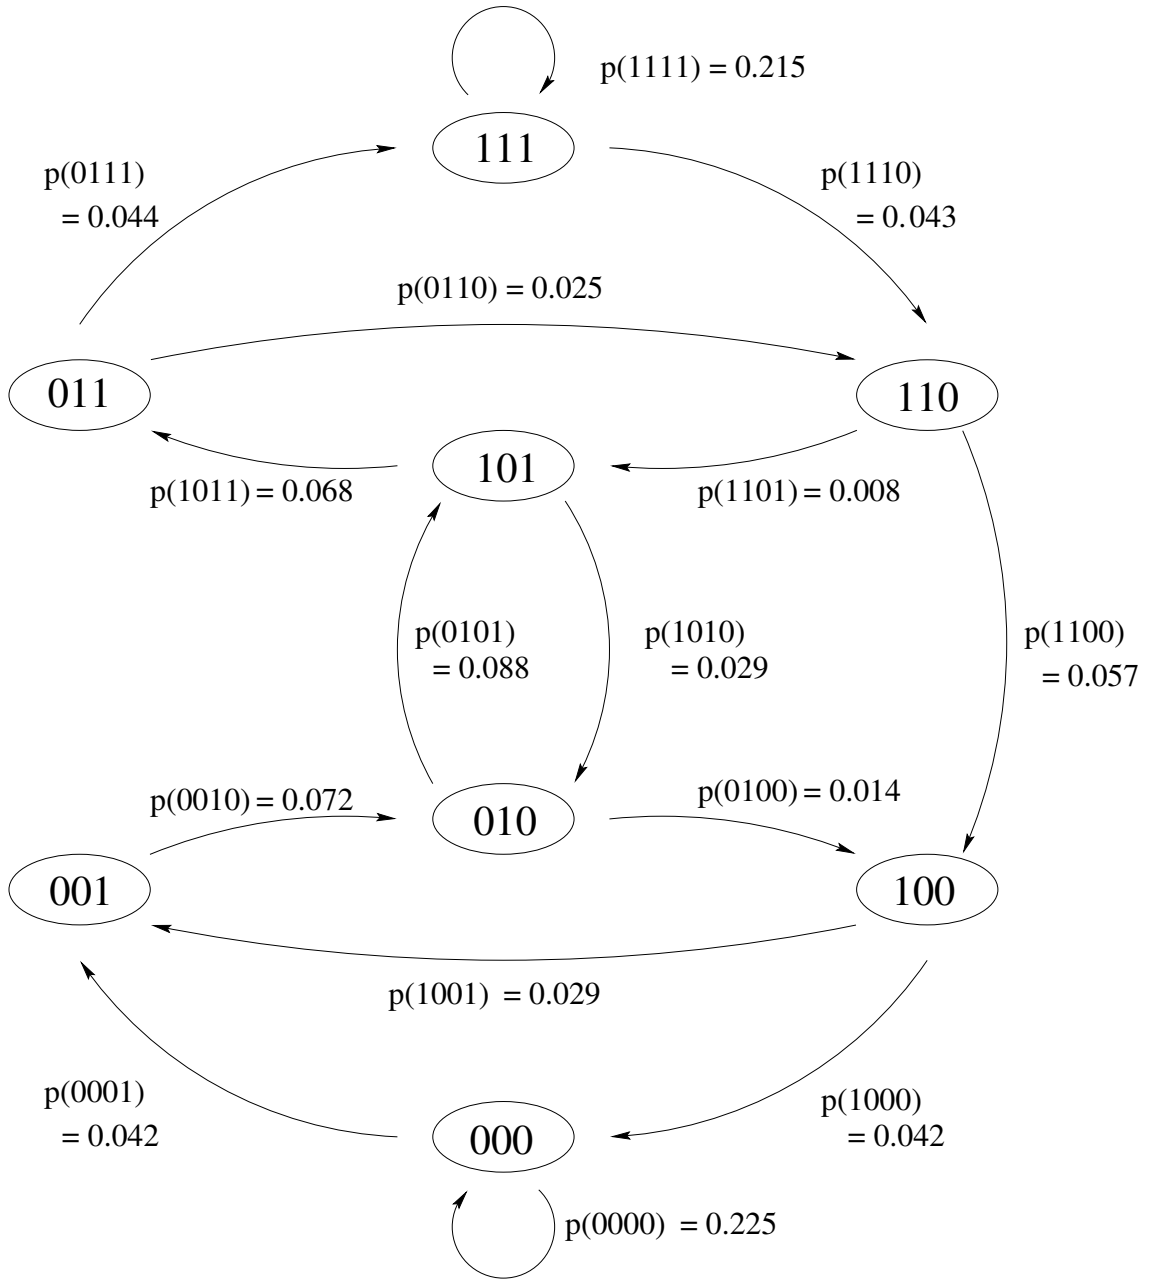 p(1111) = 0.215
111
p(0111)
= 0.044
p(1110)
= 0.043
p(0110) = 0.025
011
110
101
p(1011) = 0.068
p(1101) = 0.008
p(0101)
= 0.088
p(1010)
= 0.029
p(1100)
= 0.057
p(0010) = 0.072
p(0100) = 0.014
010
001
100
p(1001) = 0.029
p(0001)
= 0.042
p(1000)
= 0.042
000
p(0000) = 0.225